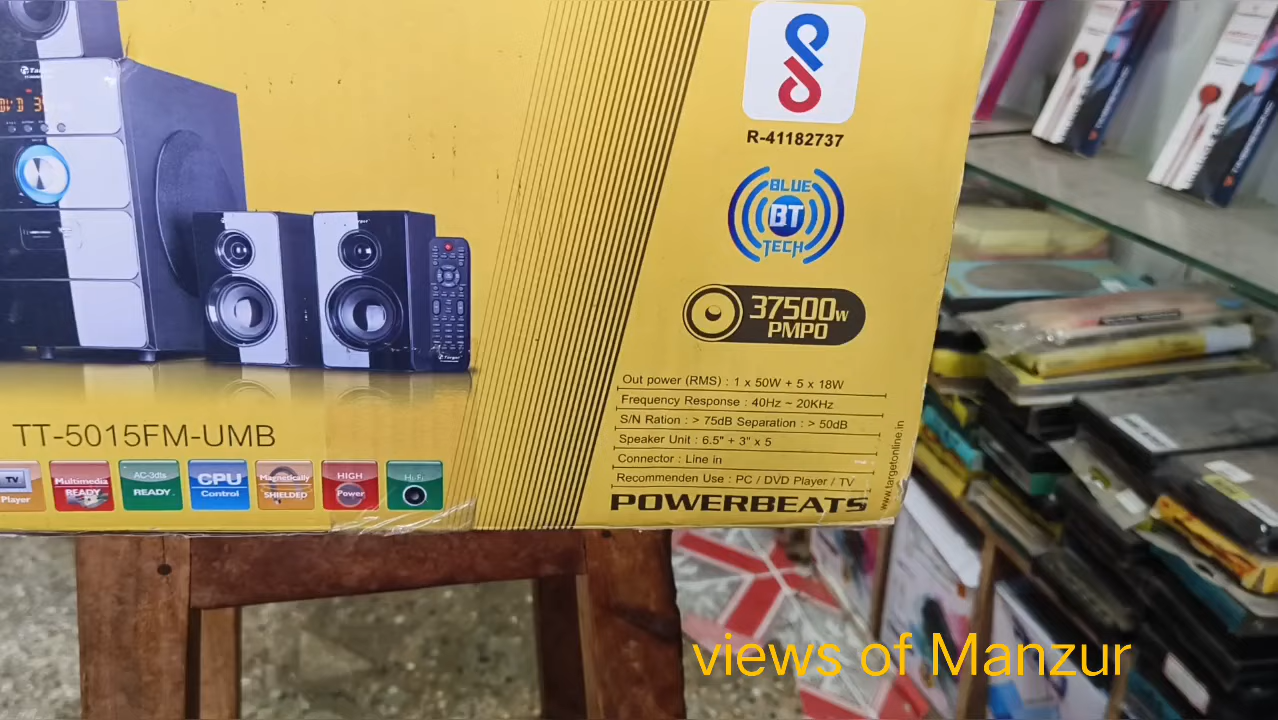 Target
DVD
R-41182737
BLUE
BT
TECH
37500w
PMPO
Out power (RMS) : 1 x 50W + 5 x 18W
Frequency Response : 40Hz ~ 20KHz
S/N Ration : > 75dB Separation : > 50dB
Speaker Unit : 6.5" + 3" x 5
Connector : Line in
Recommenden Use : PC / DVD Player / TV
POWERBEATS
www.targetonline.in
TT-5015FM-UMB
TV
Player
Multimedia
READY
AC-3dts
READY
CPU
Control
Magnetically
SHIELDED
HIGH
Power
Hi-Fi
views of Manzur